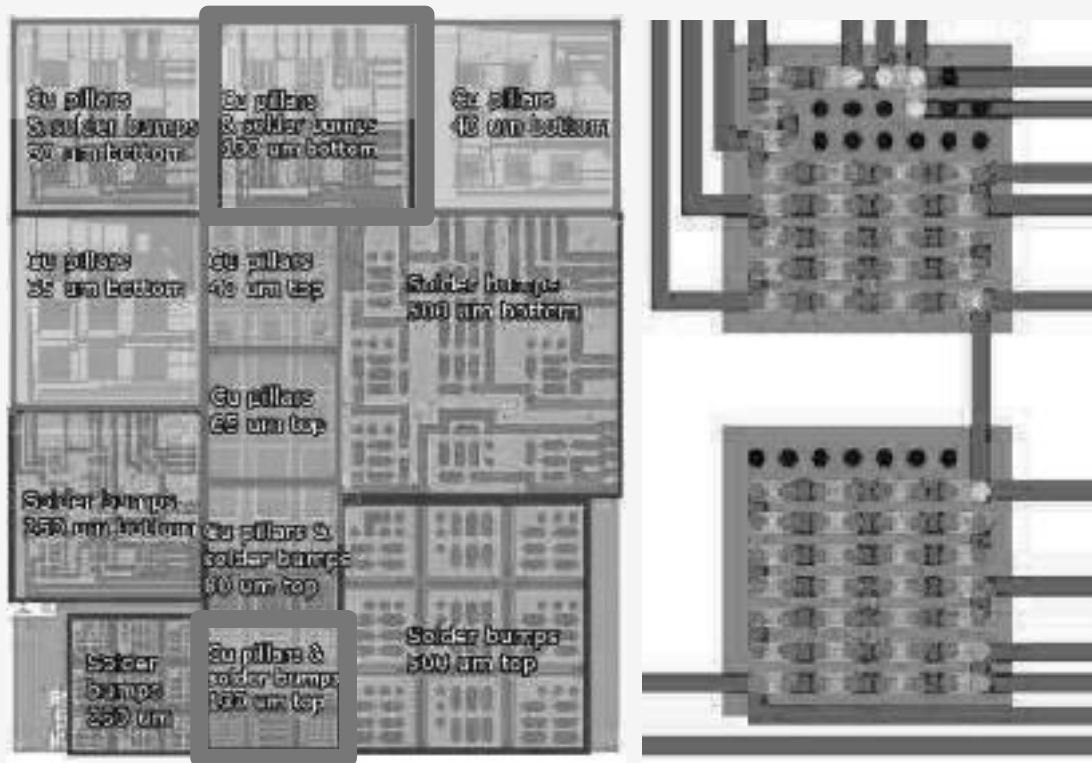 Cu pillars
& solder bumps
bottom
Cu pillars
& solder bumps
100 um bottom
Cu pillars
40 um bottom
Cu pillars
um bottom
Cu pillars
40 um top
Solder bumps
500 um bottom
Cu pillars
um top
Solder bumps
250 um bottom
Cu pillars &
solder bumps
um top
Solder
bumps
250 um
Cu pillars &
solder bumps
100 um top
Solder bumps
500 um top